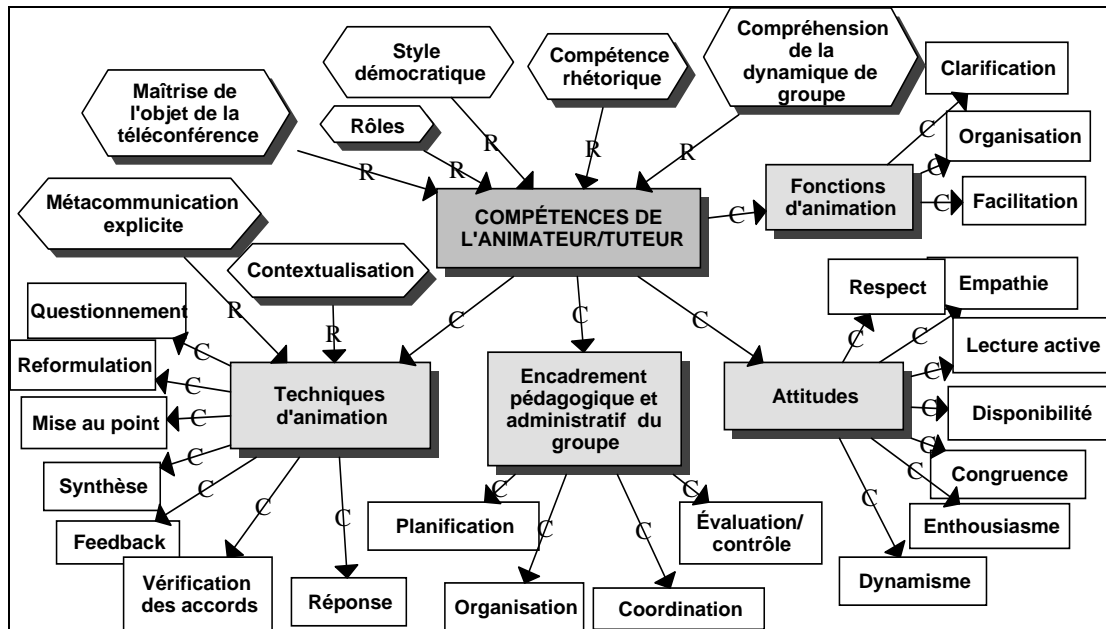 Style
démocratique
Compétence
rhétorique
Compréhension
de la
dynamique de
groupe
Clarification
Maîtrise de
l'objet de la
téléconférence
Rôles
Organisation
R
R
R
R
R
C
C
C
C
Fonctions
d'animation
Facilitation
Métacommunication
explicite
COMPÉTENCES DE
L'ANIMATEUR/TUTEUR
Contextualisation
Respect
Empathie
Questionnement
R
R
C
C
C
C
C
Lecture active
Reformulation
C
C
C
Techniques
d'animation
Encadrement
pédagogique et
administratif du
groupe
Attitudes
Mise au point
C
C
Disponibilité
Synthèse
C
C
Congruence
Feedback
C
C
C
C
C
C
C
C
Planification
Évaluation/
contrôle
Enthousiasme
Vérification
des accords
Réponse
Organisation
C
Coordination
C
Dynamisme